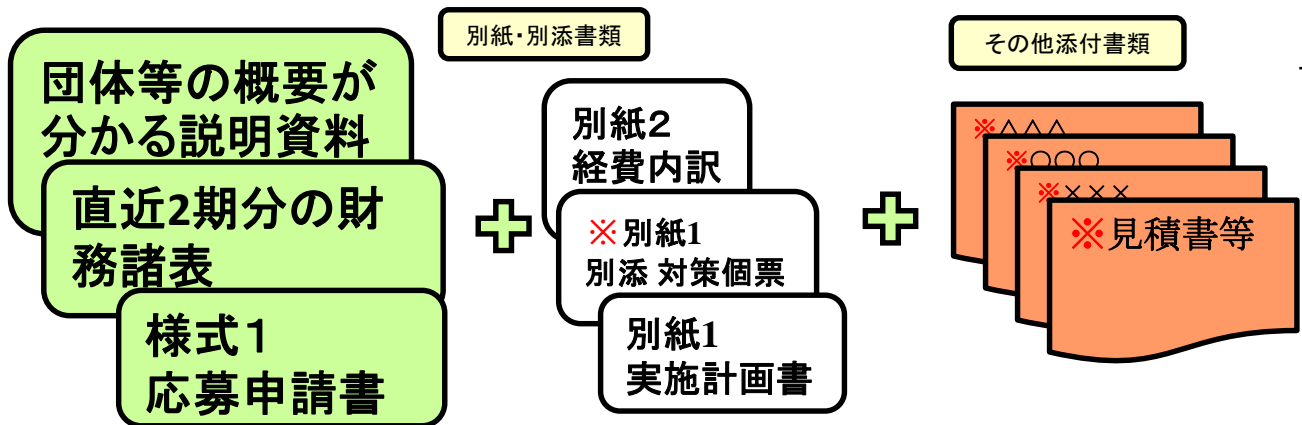 団体等の概要が
分かる説明資料
直近2期分の財
務諸表
様式1
応募申請書
別紙・別添書類
別紙2
経費内訳
※別紙1
別添 対策個票
別紙1
実施計画書
その他添付書類
※△△△
※○○○
※×××
※見積書等